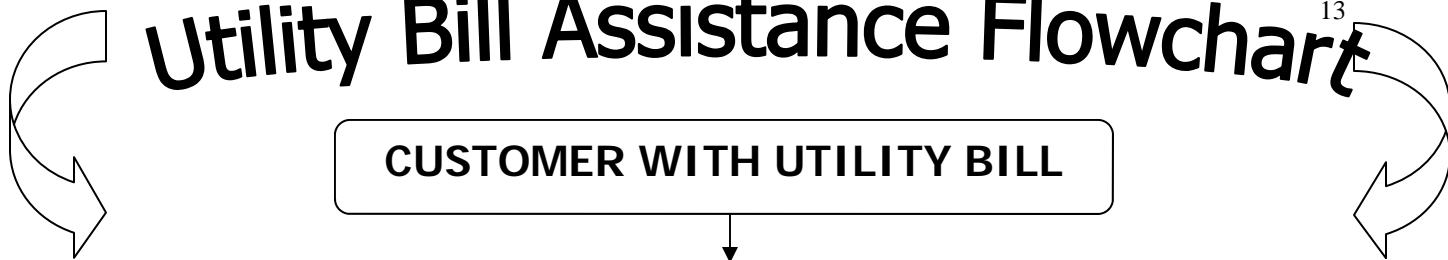 13
Utility Bill Assistance Flowchart
CUSTOMER WITH UTILITY BILL